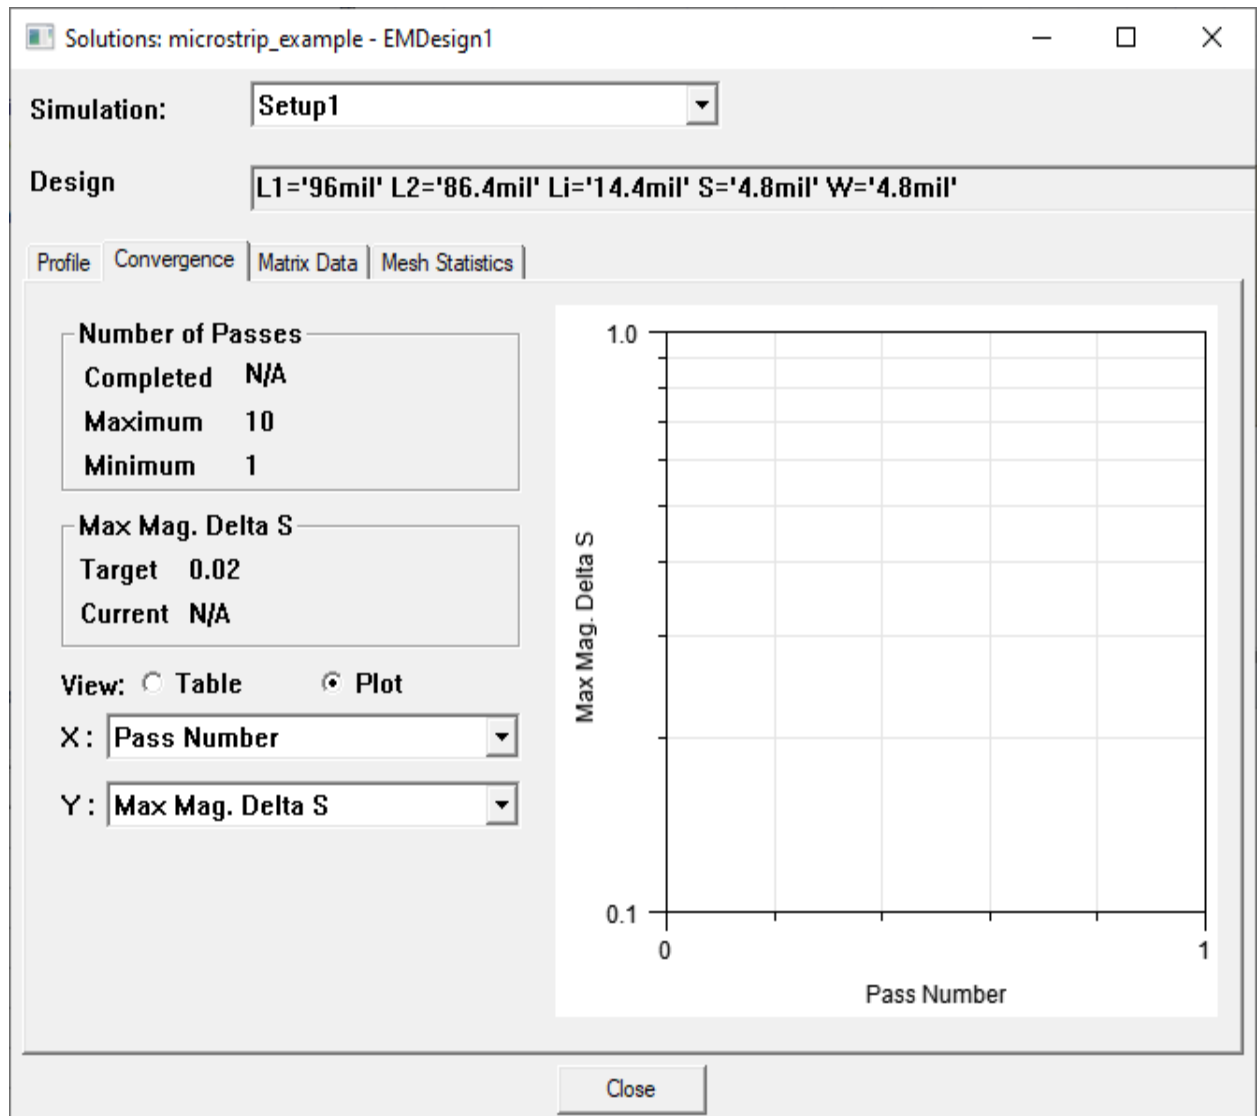 Solutions: microstrip_example - EMDesign1
Simulation:
Setup1
Design
L1='96mil' L2='86.4mil' Li='14.4mil' S='4.8mil' W='4.8mil'
Profile
Convergence
Matrix Data
Mesh Statistics
Number of Passes
Completed N/A
Maximum 10
Minimum 1
Max Mag. Delta S
Target 0.02
Current N/A
View: Table Plot
X: Pass Number
Y: Max Mag. Delta S
1.0
Max Mag. Delta S
0.1
0 1
Pass Number
Close